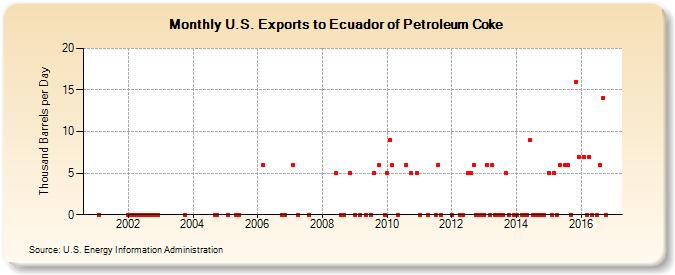 Monthly U.S. Exports to Ecuador of Petroleum Coke
Thousand Barrels per Day
20
15
10
5
0
2002 2004 2006 2008 2010 2012 2014 2016
Source: U.S. Energy Information Administration